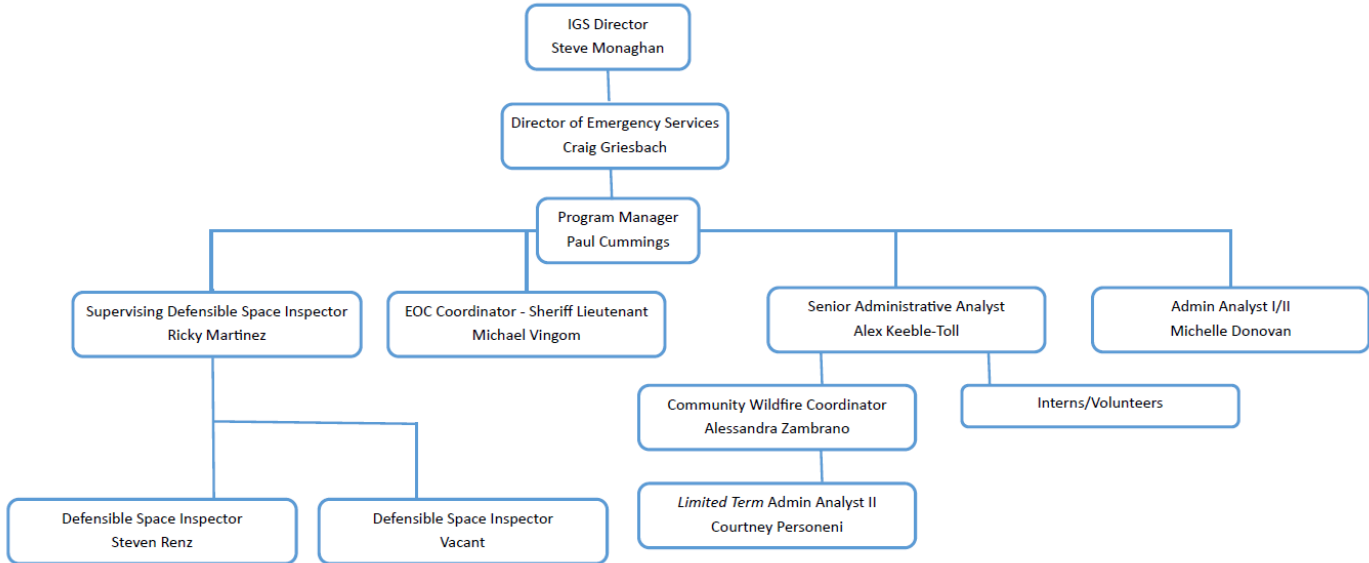 IGS Director
Steve Monaghan
Director of Emergency Services
Craig Griesbach
Program Manager
Paul Cummings
Supervising Defensible Space Inspector
Ricky Martinez
EOC Coordinator - Sheriff Lieutenant
Michael Vingom
Senior Administrative Analyst
Alex Keeble-Toll
Admin Analyst I/II
Michelle Donovan
Community Wildfire Coordinator
Alessandra Zambrano
Interns/Volunteers
Defensible Space Inspector
Steven Renz
Defensible Space Inspector
Vacant
Limited Term Admin Analyst II
Courtney Personeni